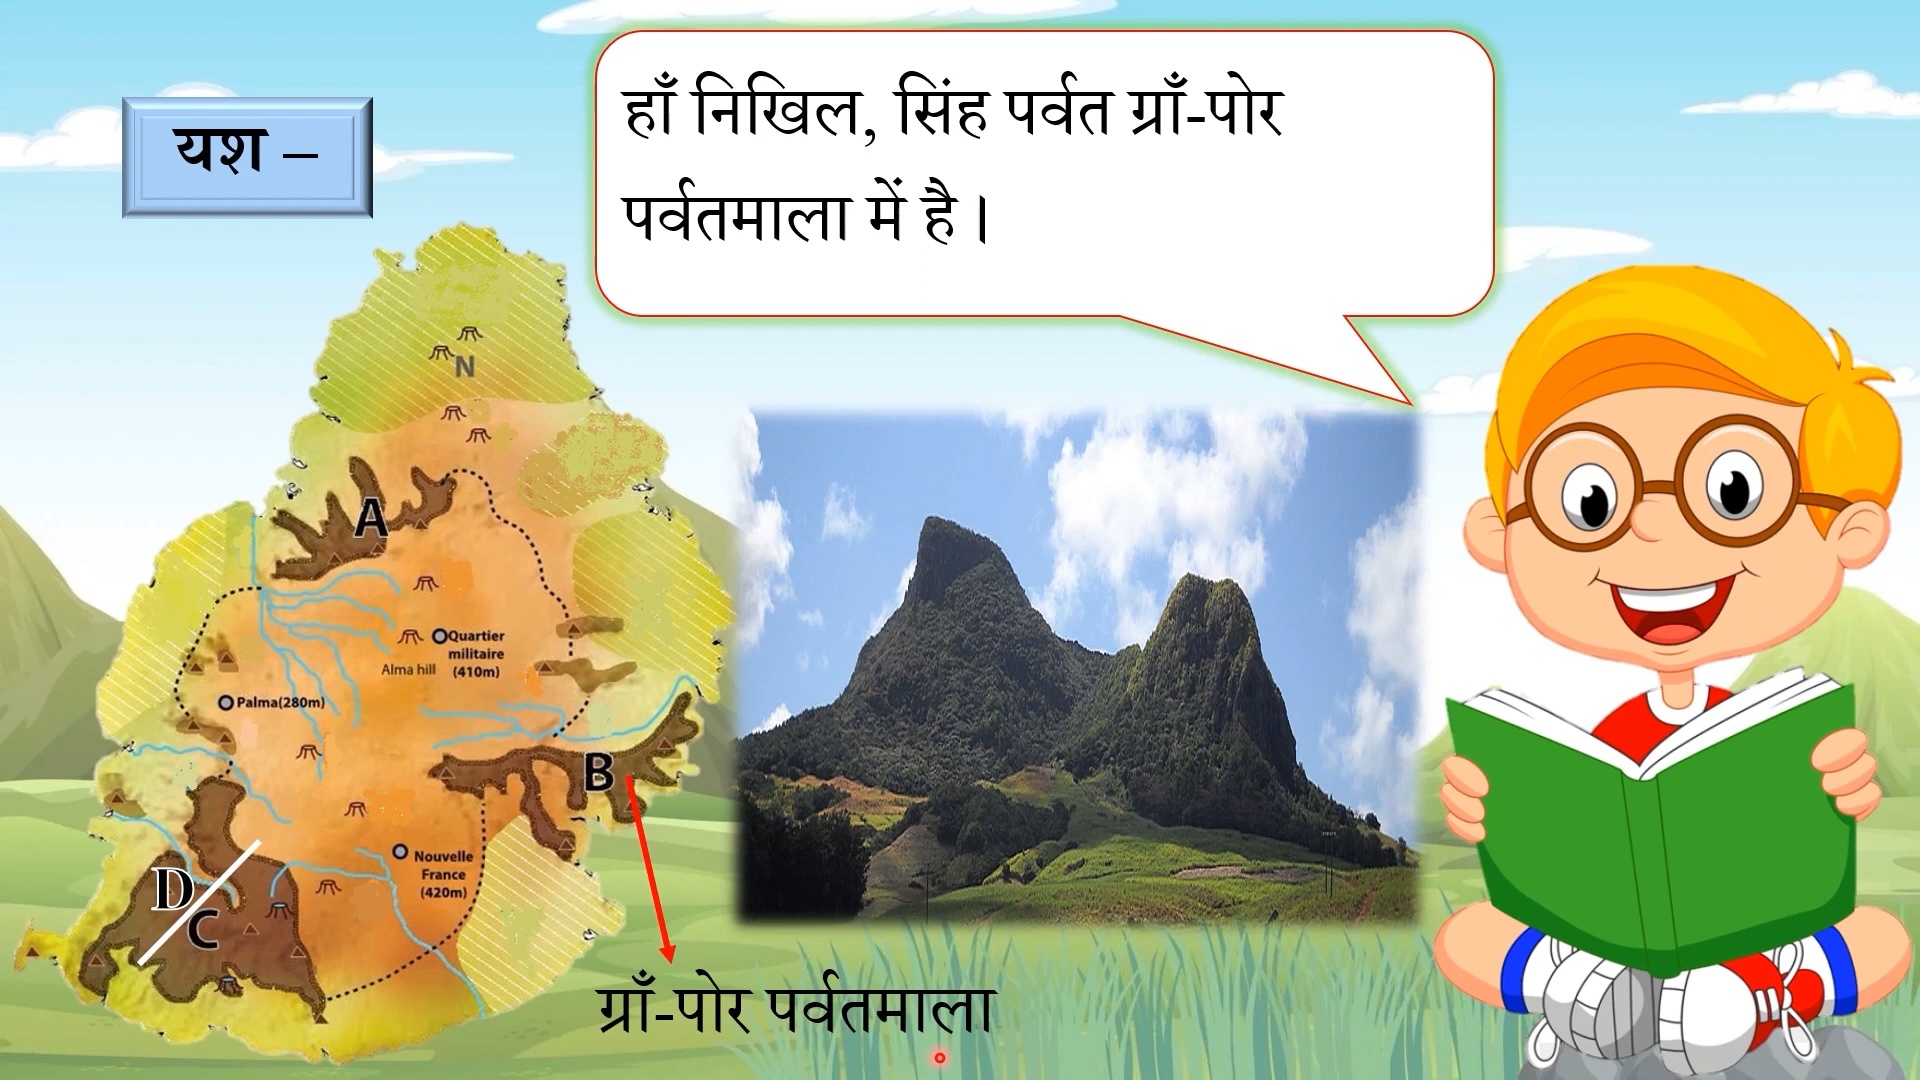 यश –
हाँ निखिल, सिंह पर्वत ग्राँ-पोर
पर्वतमाला में है।
N
A
Quartier
militaire
(410m)
Alma hill
Palma(280m)
B
Nouvelle
France
(420m)
D
C
ग्राँ-पोर पर्वतमाला